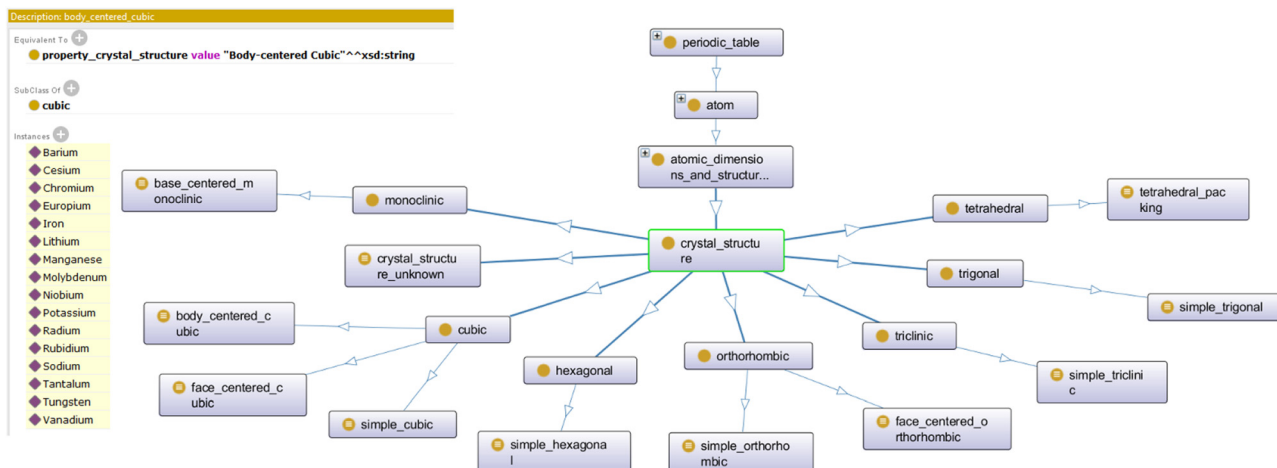 Description: body_centered_cubic
Equivalent To
property_crystal_structure value "Body-centered Cubic"^^xsd:string
SubClass Of
cubic
Instances
Barium
Cesium
Chromium
Europium
Iron
Lithium
Manganese
Molybdenum
Niobium
Potassium
Radium
Rubidium
Sodium
Tantalum
Tungsten
Vanadium
periodic_table
atom
atomic_dimensio
ns_and_structur...
base_centered_m
onoclinic
monoclinic
tetrahedral
tetrahedral_pac
king
crystal_structu
re
crystal_structu
re_unknown
trigonal
simple_trigonal
body_centered_c
ubic
cubic
triclinic
hexagonal
orthorhombic
face_centered_c
ubic
simple_triclini
c
simple_cubic
face_centered_o
rthorhombic
simple_hexagona
l
simple_orthorho
mbic